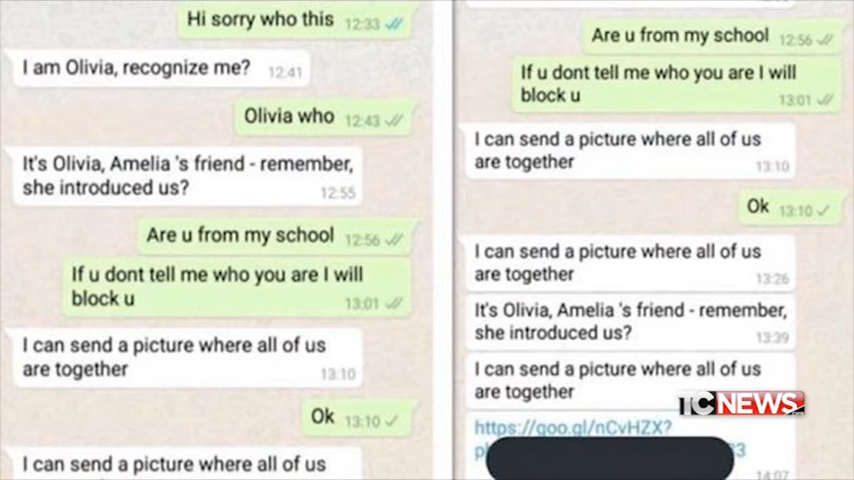 Hi sorry who this 12:33
I am Olivia, recognize me? 12:41
Olivia who 12:43
It's Olivia, Amelia 's friend - remember,
she introduced us? 12:55
Are u from my school 12:56
If u dont tell me who you are I will
block u 13:01
I can send a picture where all of us
are together 13:10
Ok 13:10
I can send a picture where all of us
Are u from my school 12:56
If u dont tell me who you are I will
block u 13:01
I can send a picture where all of us
are together 13:10
Ok 13:10
I can send a picture where all of us
are together 13:26
It's Olivia, Amelia 's friend - remember,
she introduced us? 13:39
I can send a picture where all of us
are together
https://goo.gl/nCvHZX?
14:07
TC NEWS